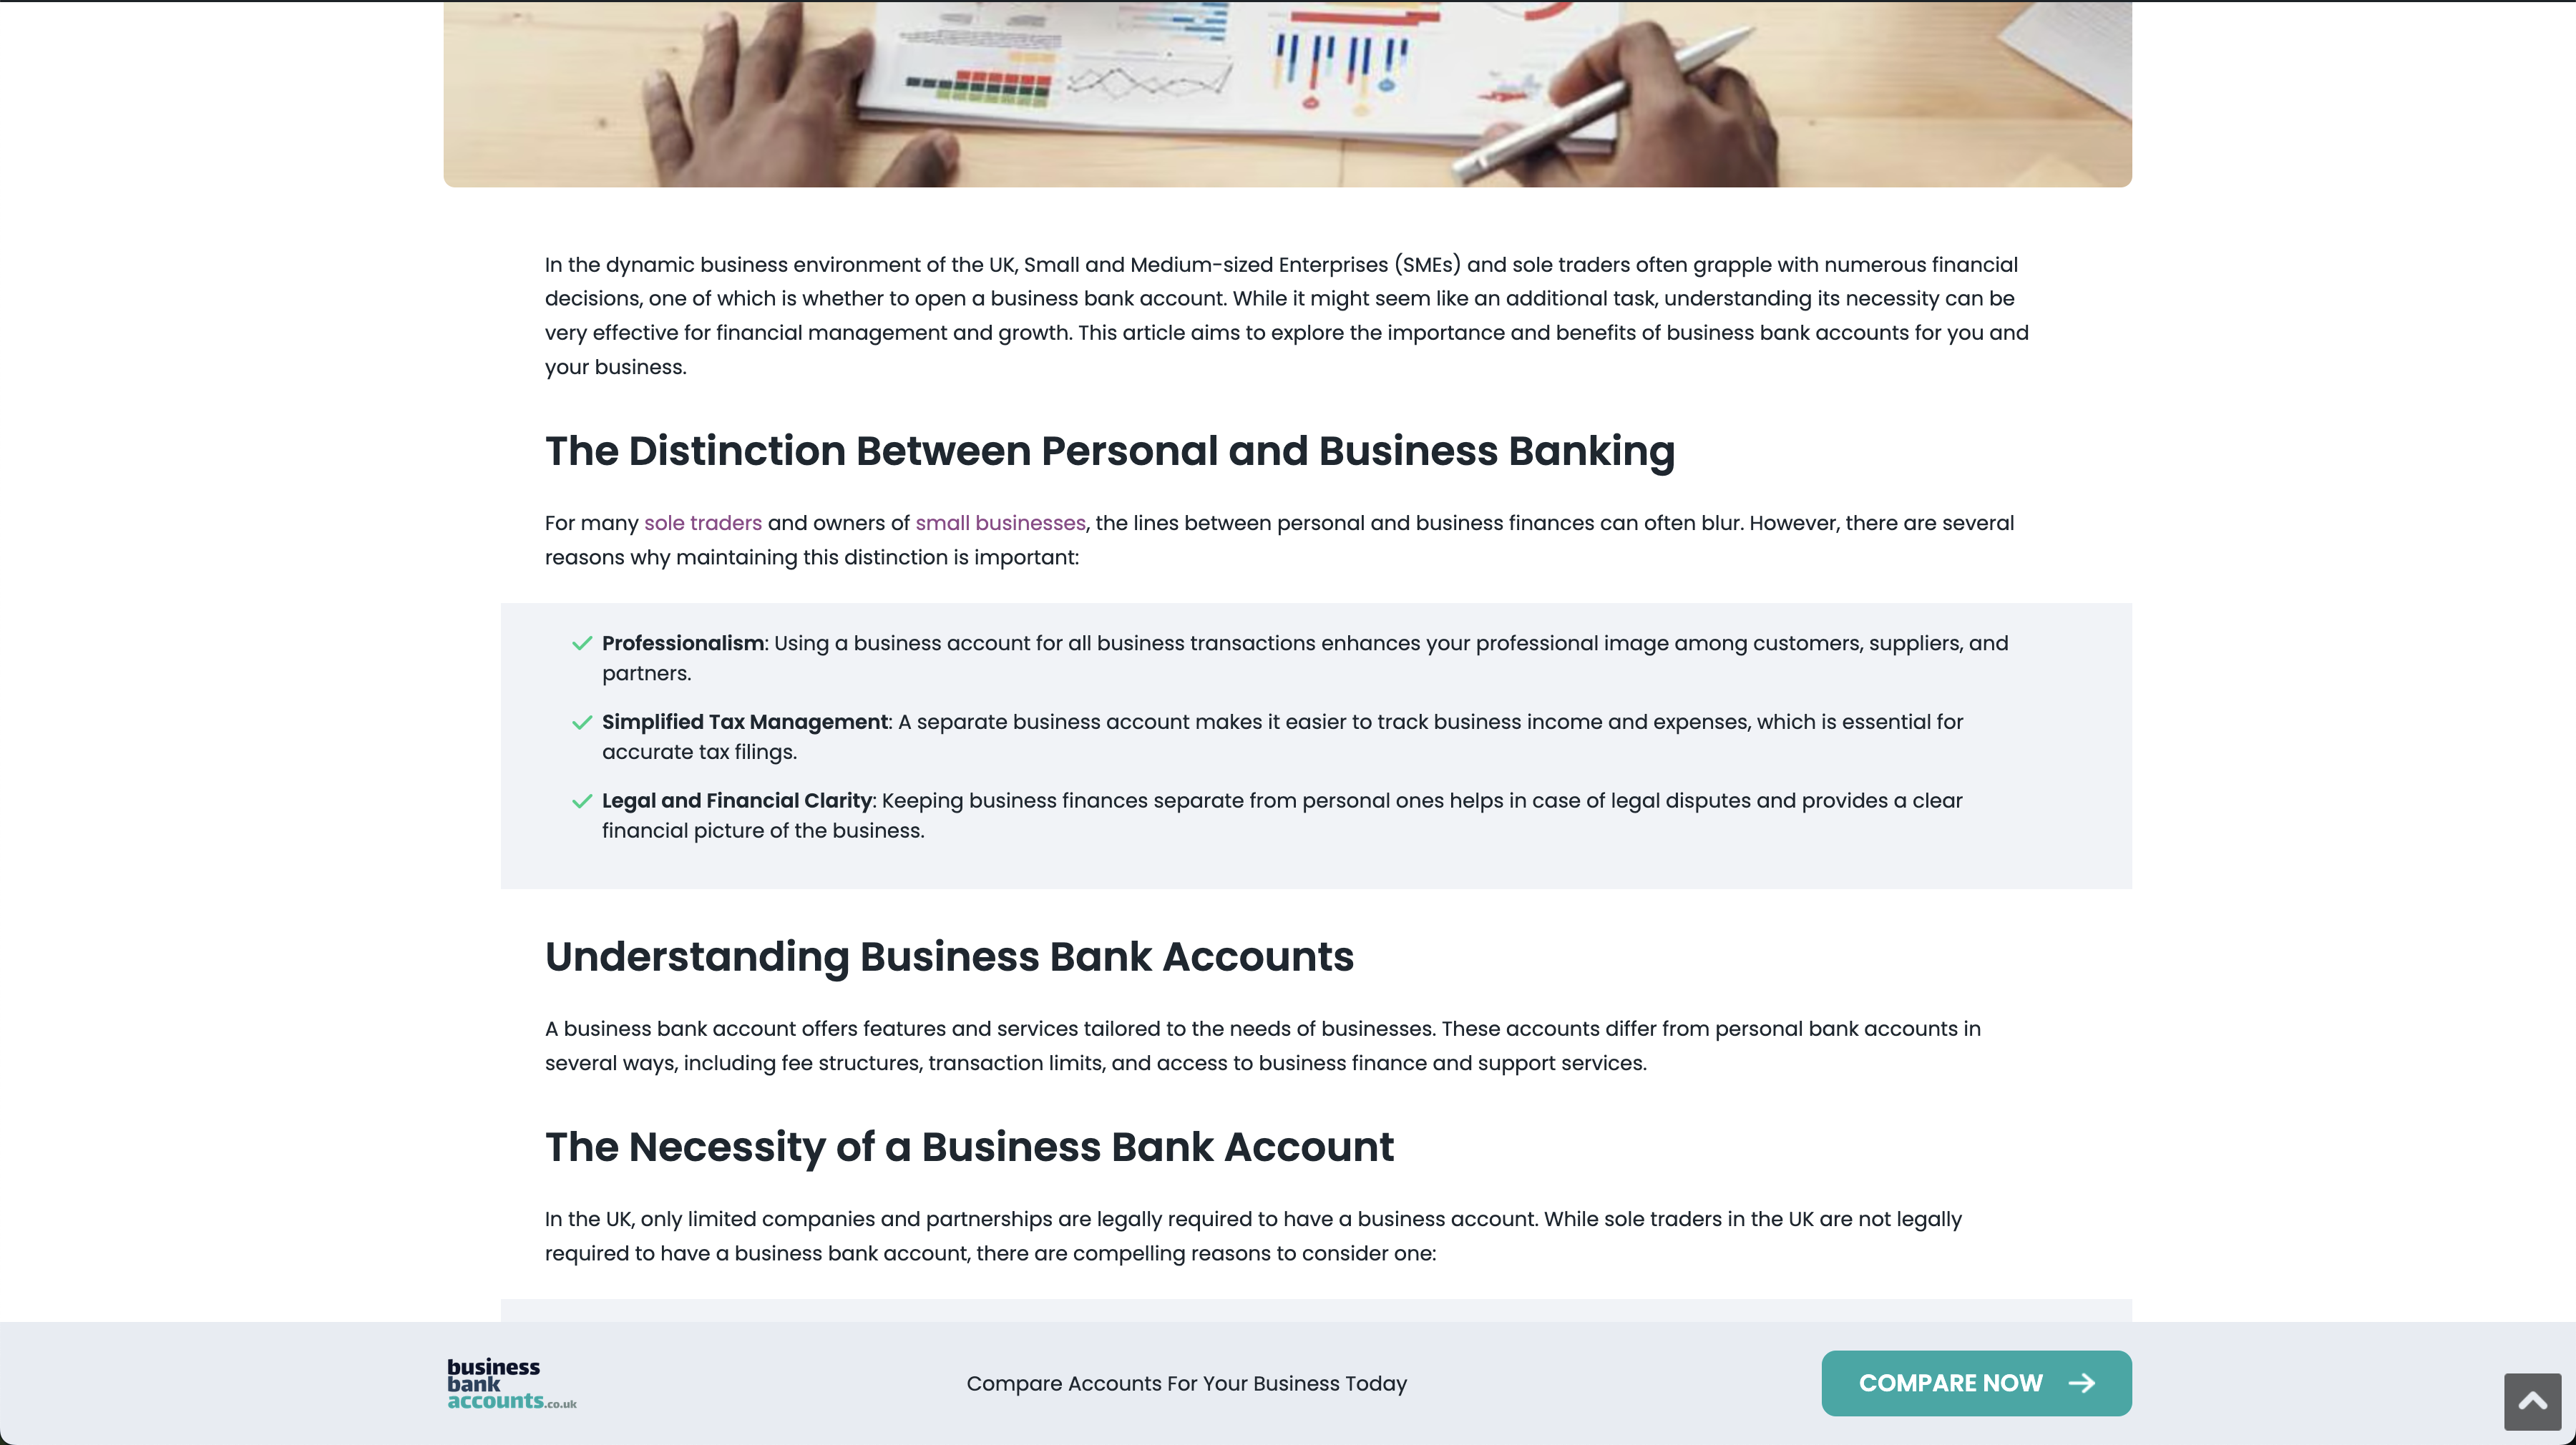 In the dynamic business environment of the UK, Small and Medium-sized Enterprises (SMEs) and sole traders often grapple with numerous financial
decisions, one of which is whether to open a business bank account. While it might seem like an additional task, understanding its necessity can be
very effective for financial management and growth. This article aims to explore the importance and benefits of business bank accounts for you and
your business.
The Distinction Between Personal and Business Banking
For many sole traders and owners of small businesses, the lines between personal and business finances can often blur. However, there are several
reasons why maintaining this distinction is important:
Professionalism: Using a business account for all business transactions enhances your professional image among customers, suppliers, and
partners.
Simplified Tax Management: A separate business account makes it easier to track business income and expenses, which is essential for
accurate tax filings.
Legal and Financial Clarity: Keeping business finances separate from personal ones helps in case of legal disputes and provides a clear
financial picture of the business.
Understanding Business Bank Accounts
A business bank account offers features and services tailored to the needs of businesses. These accounts differ from personal bank accounts in
several ways, including fee structures, transaction limits, and access to business finance and support services.
The Necessity of a Business Bank Account
In the UK, only limited companies and partnerships are legally required to have a business account. While sole traders in the UK are not legally
required to have a business bank account, there are compelling reasons to consider one:
business
bank
accounts.co.uk
Compare Accounts For Your Business Today
COMPARE NOW